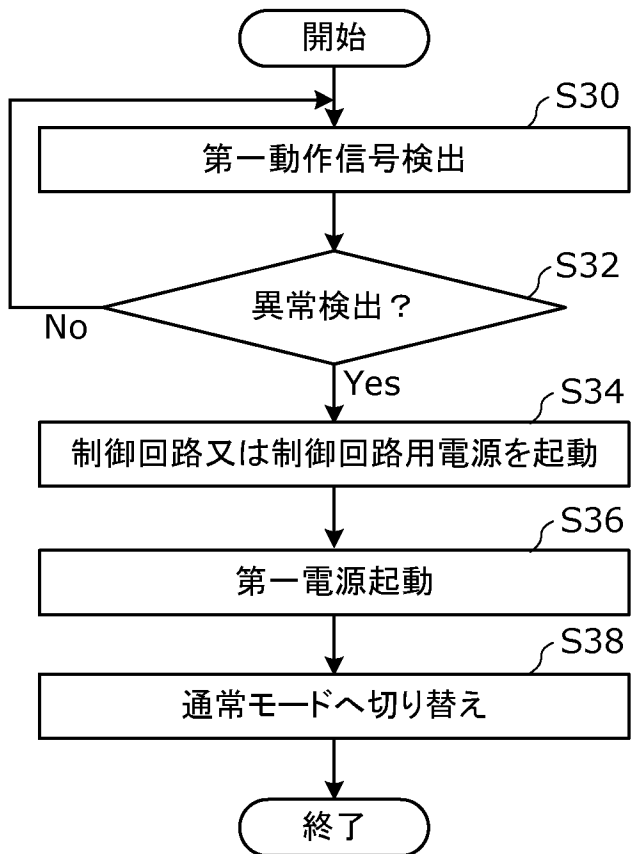 開始
S30
第一動作信号検出
S32
異常検出？
No
Yes
S34
制御回路又は制御回路用電源を起動
S36
第一電源起動
S38
通常モードへ切り替え
終了